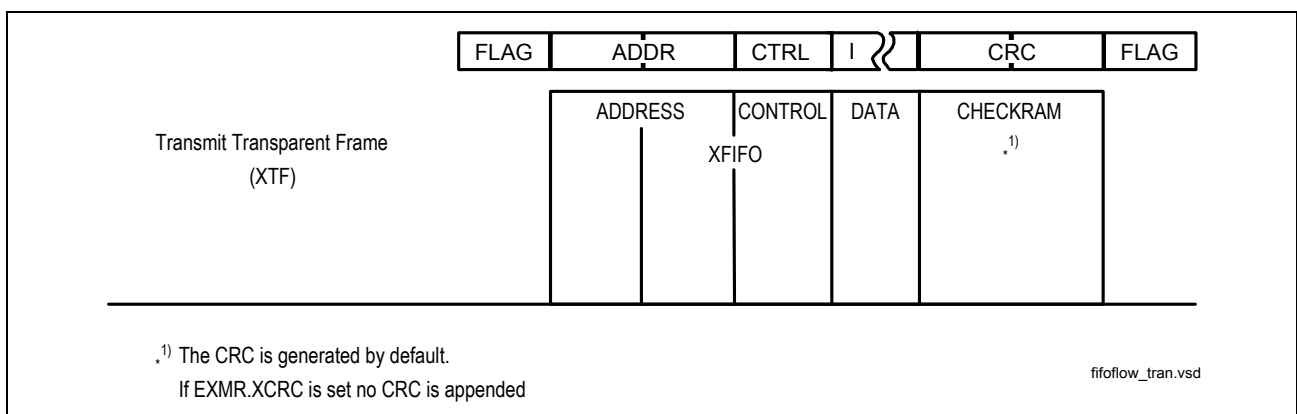 FLAG ADDR CTRL I CRC FLAG
ADDRESS CONTROL DATA CHECKRAM
Transmit Transparent Frame XFIFO *1)
(XTF)
*1) The CRC is generated by default.
If EXMR.XCRC is set no CRC is appended
fifoflow_tran.vsd